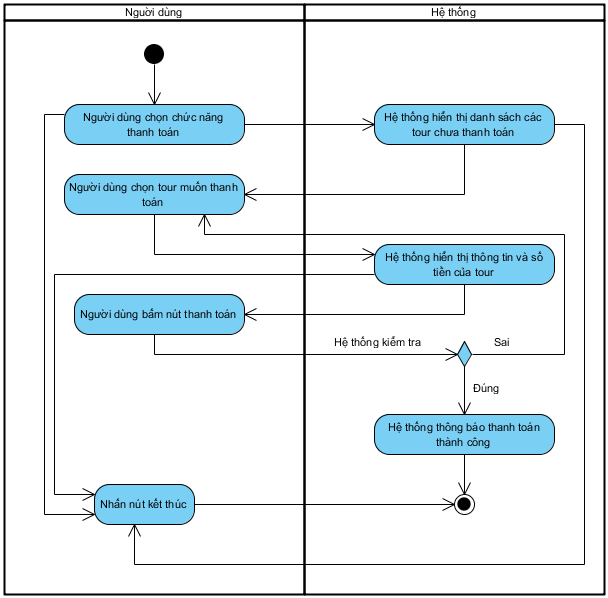 Người dùng
Hệ thống
Người dùng chọn chức năng
thanh toán
Hệ thống hiển thị danh sách các
tour chưa thanh toán
Người dùng chọn tour muốn thanh
toán
Hệ thống hiển thị thông tin và số
tiền của tour
Người dùng bấm nút thanh toán
Hệ thống kiểm tra
Sai
Đúng
Hệ thống thông báo thanh toán
thành công
Nhấn nút kết thúc